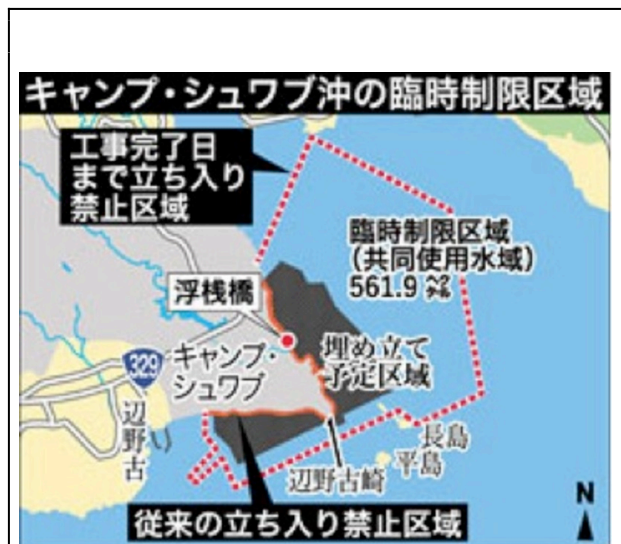 キャンプ・シュワブ沖の臨時制限区域
工事完了日
まで立ち入り
禁止区域
臨時制限区域
(共同使用水域)
561.9㌶
浮桟橋
埋め立て
予定区域
キャンプ・
シュワブ
329
辺野古
長島
平島
辺野古崎
従来の立ち入り禁止区域
N